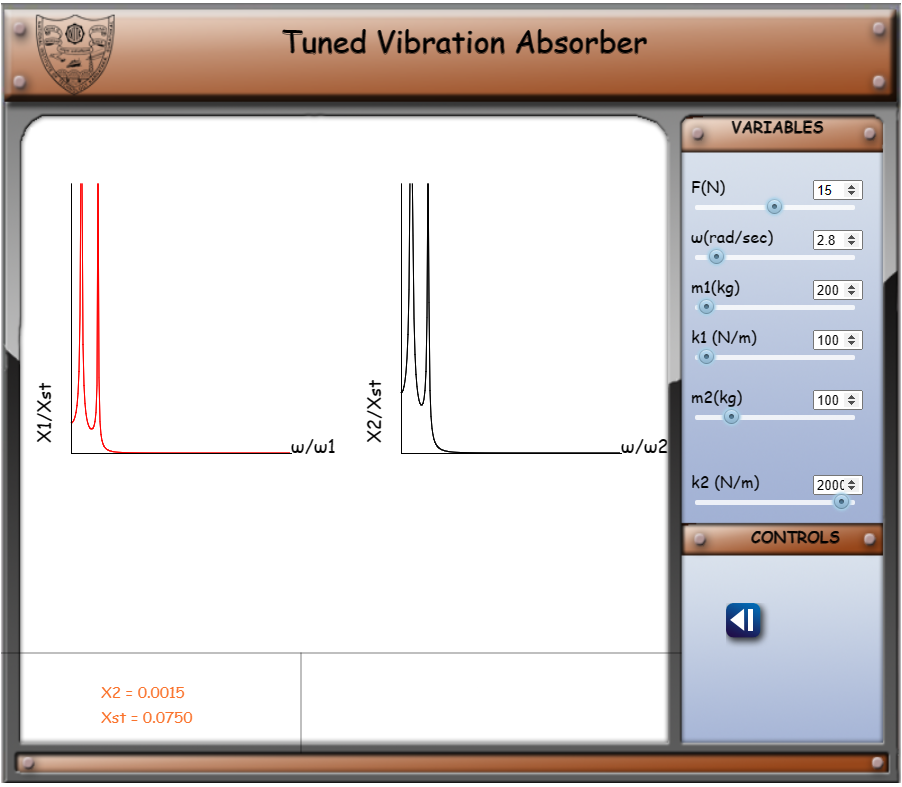 Tuned Vibration Absorber
VARIABLES
F(N) 15
ω(rad/sec) 2.8
m1(kg) 200
k1 (N/m) 100
m2(kg) 100
k2 (N/m) 2000
X1/Xst
ω/ω1
X2/Xst
ω/ω2
CONTROLS
X2 = 0.0015
Xst = 0.0750